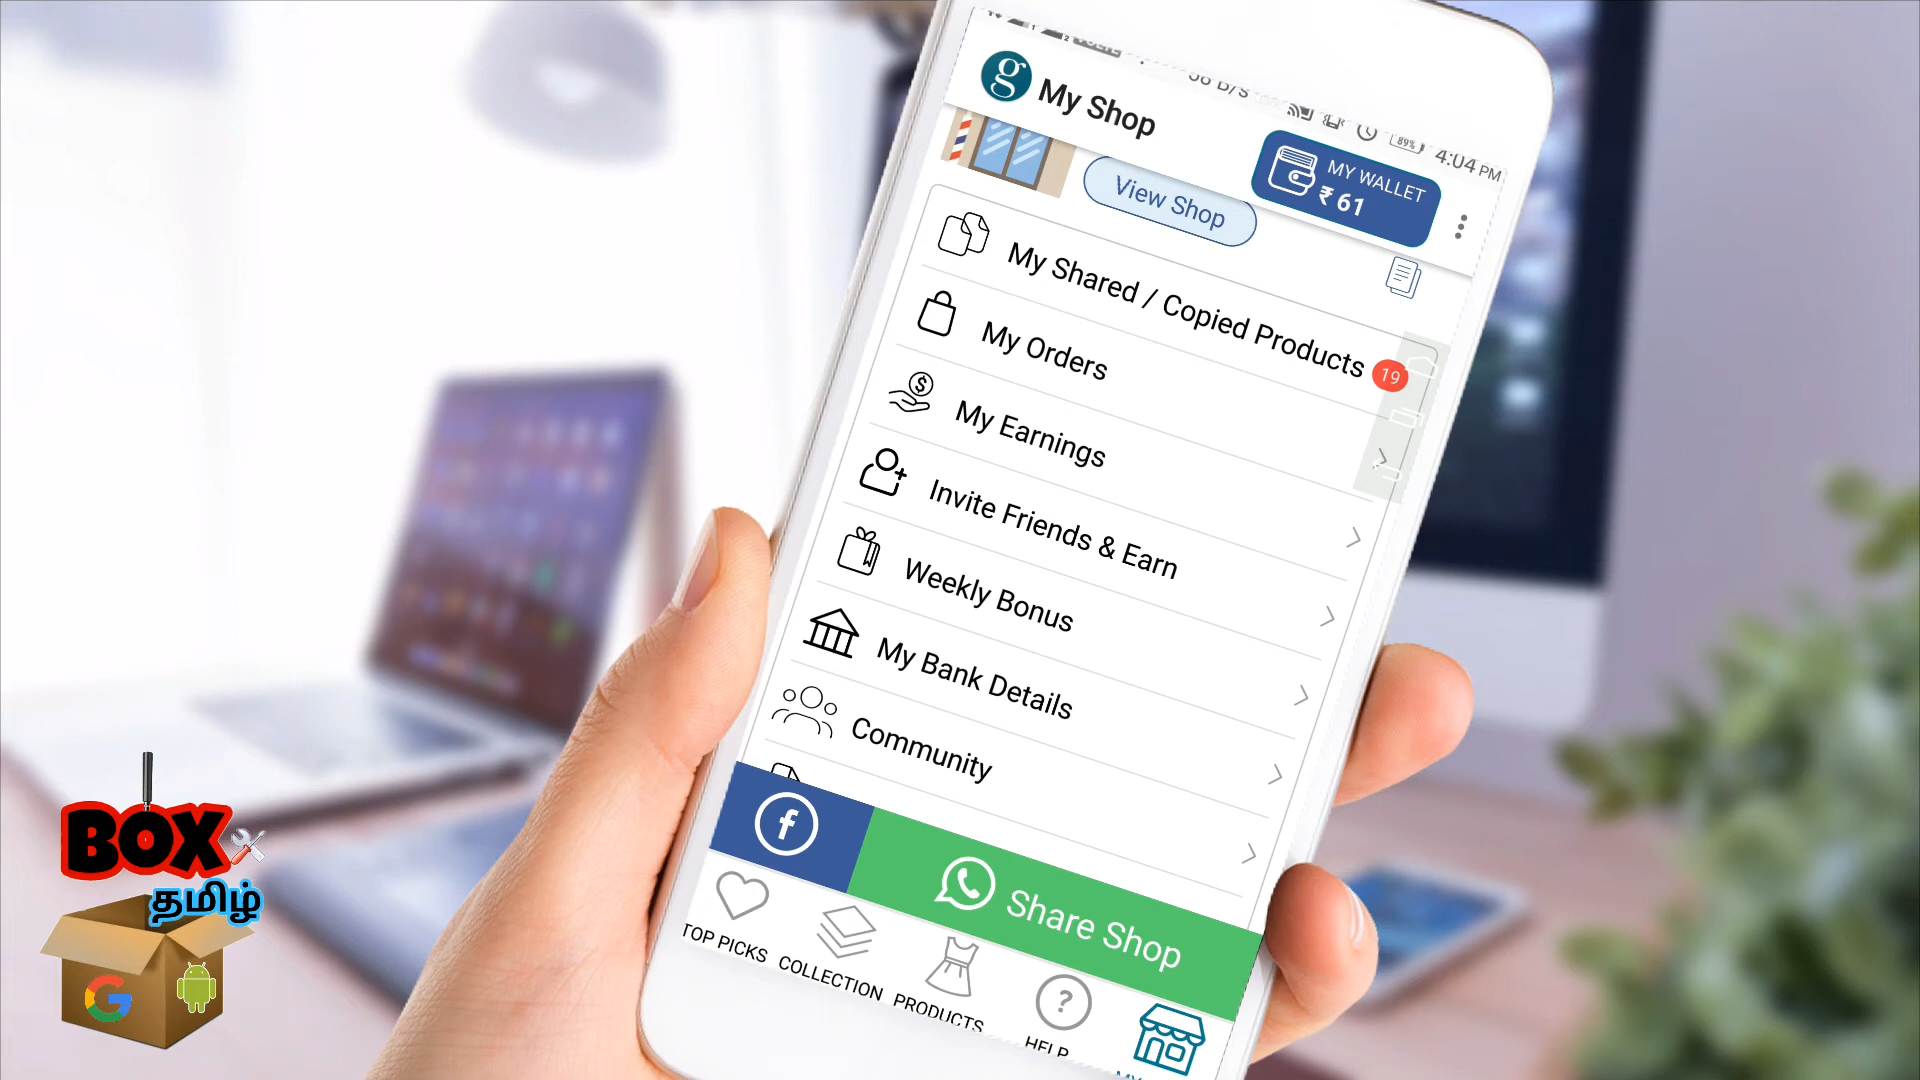 4:04 PM
89%
g My Shop
MY WALLET
₹ 61
View Shop
My Shared / Copied Products
19
My Orders
My Earnings
Invite Friends & Earn
Weekly Bonus
My Bank Details
Community
f
Share Shop
TOP PICKS
COLLECTION
PRODUCTS
HELP
BOX
தமிழ்
G